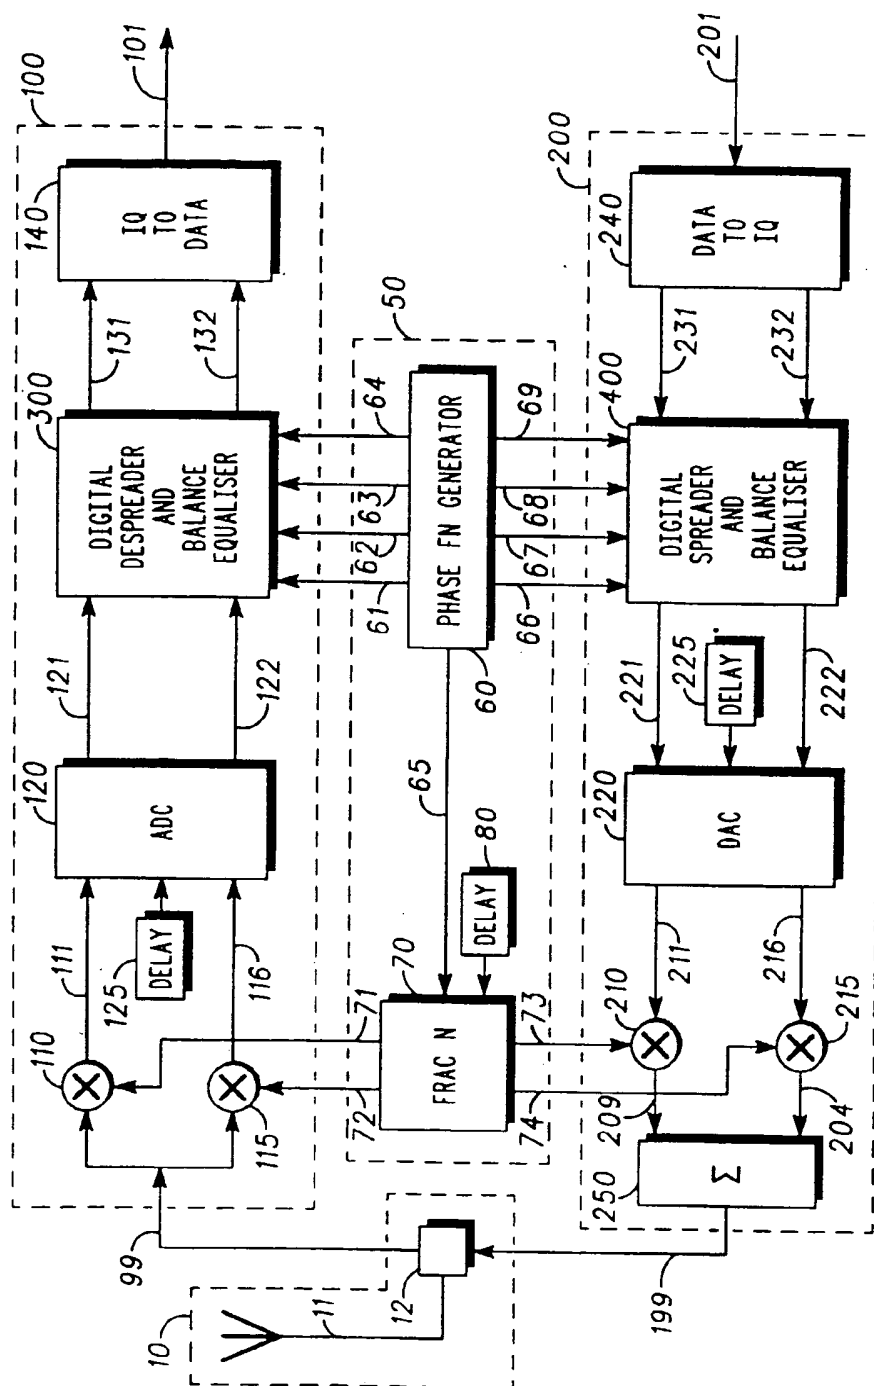 100
101
140
IQ
TO
DATA
131
132
300
DIGITAL
DESPREADER
AND
BALANCE
EQUALISER
121
122
120
ADC
111
125
DELAY
116
110
115
99
50
64
63
62
61
PHASE FN GENERATOR
60
69
68
67
66
65
80
DELAY
70
FRAC N
71
72
73
74
10
11
12
199
200
201
240
DATA
TO
IQ
231
232
400
DIGITAL
SPREADER
AND
BALANCE
EQUALISER
221
225
DELAY
222
220
DAC
211
216
210
215
209
204
250
Σ